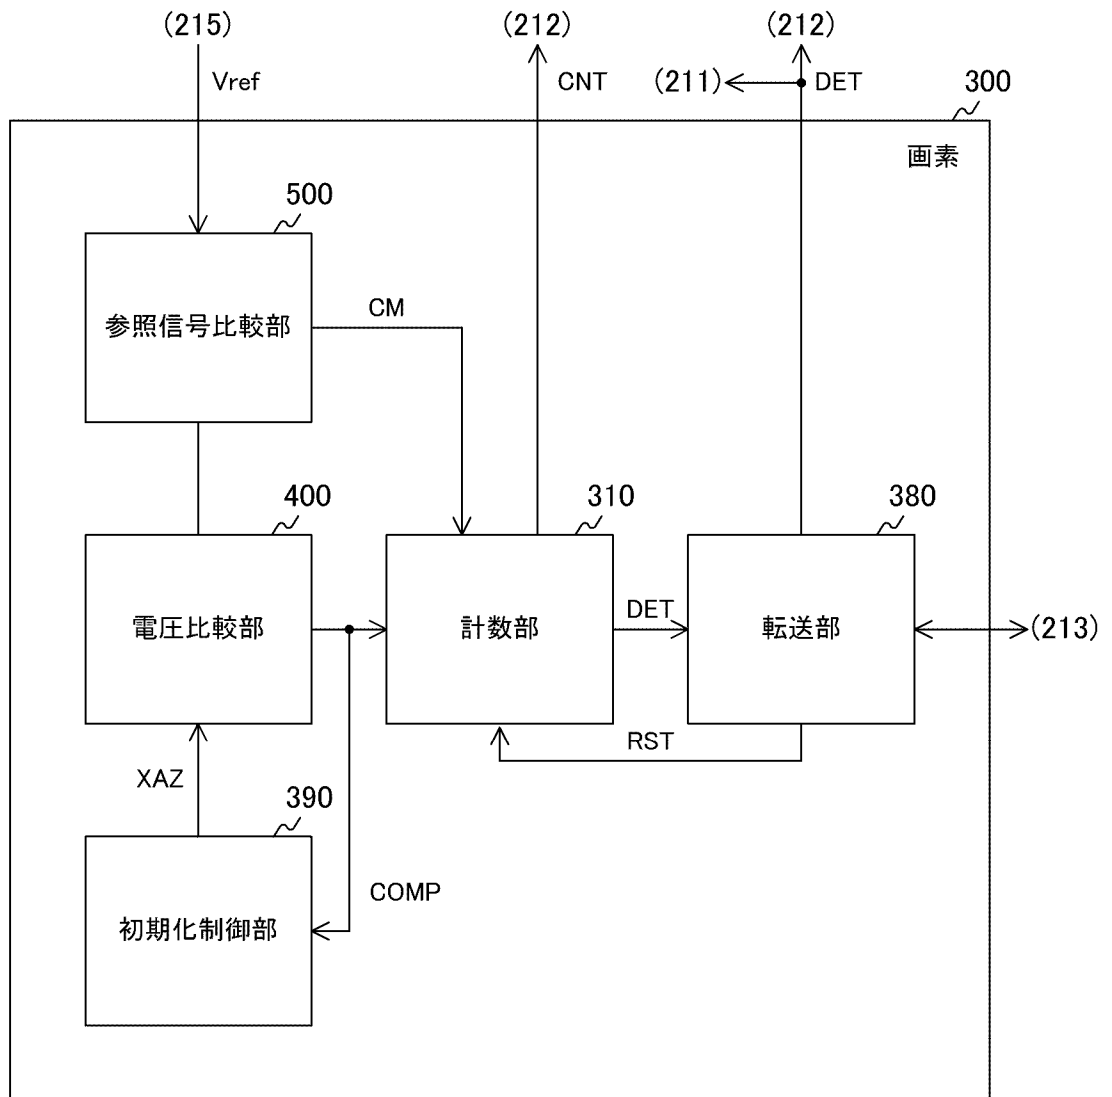 (215)
(212)
(212)
Vref
CNT
(211)
DET
300
画素
500
参照信号比較部
CM
400
310
380
電圧比較部
計数部
DET
転送部
(213)
RST
XAZ
390
COMP
初期化制御部